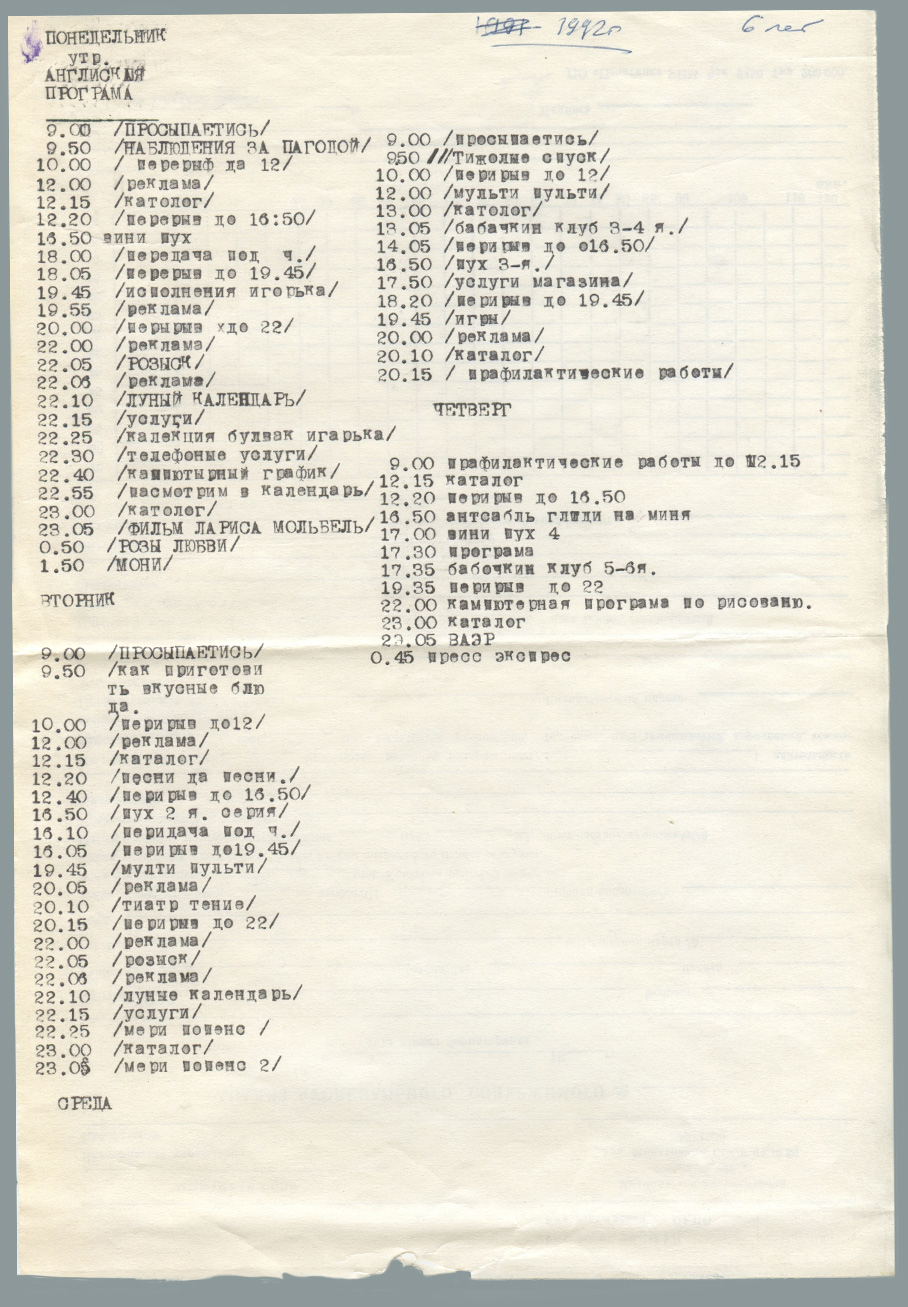 1992г
6 лет
ПОНЕДЕЛЬНИК
утр.
АНГЛИСКАЯ
ПРОГРАМА
9.00 /ПРОСЫПАЕТИСЬ/
9.50 /НАБЛЮДЕНИЯ ЗА ПАГОДОЙ/
10.00 / перерыф да 12/
12.00 /реклама/
12.15 /католог/
12.20 /перерыв до 16:50/
16.50 вини пух
18.00 /передача под ч./
18.05 /перерыв до 19.45/
19.45 /исполнения игорька/
19.55 /реклама/
20.00 /перырыв хдо 22/
22.00 /реклама/
22.05 /РОЗЫСК/
22.06 /реклама/
22.10 /ЛУНЫЙ КАЛЕНДАРЬ/
22.15 /услуги/
22.25 /калекция булвак игарька/
22.30 /телефоные услуги/
22.40 /кампютырный график/
22.55 /пасмотрим в календарь/
23.00 /католог/
23.05 /ФИЛЬМ ЛАРИСА МОЛЬБЕЛЬ/
0.50 /РОЗЫ ЛЮБВИ/
1.50 /МОНИ/
ВТОРНИК
9.00 /ПРОСЫПАЕТИСЬ/
9.50 /как приготови
ть вкусные блю
да.
10.00 /перирыв до12/
12.00 /реклама/
12.15 /каталог/
12.20 /песни да песни./
12.40 /перирыв до 16.50/
16.50 /пух 2 я. серия/
16.10 /перидача под ч./
16.05 /перирыв до19.45/
19.45 /мулти пульти/
20.05 /реклама/
20.10 /тиатр тение/
20.15 /перирыв до 22/
22.00 /реклама/
22.05 /розыск/
22.06 /реклама/
22.10 /луные календарь/
22.15 /услуги/
22.25 /мери попенс /
23.00 /каталог/
23.05 /мери попенс 2/
СРЕДА
9.00 /просыпаетись/
950 ///Тижолые спуск/
10.00 /перирыв до 12/
12.00 /мульти пульти/
13.00 /католог/
13.05 /бабачкин клуб 3-4 я./
14.05 /перирыв до о16.50/
16.50 /пух 3-я./
17.50 /услуги магазина/
18.20 /перирыв до 19.45/
19.45 /игры/
20.00 /реклама/
20.10 /каталог/
20.15 / прафилактические работы/
ЧЕТВЕРГ
9.00 прафилактические работы до 12.15
12.15 каталог
12.20 перирыв до 16.50
16.50 антсабль гляди на миня
17.00 вини пух 4
17.30 програма
17.35 бабочкин клуб 5-6я.
19.35 перирыв до 22
22.00 кампютерная програма по рисованю.
23.00 каталог
23.05 ВАЭР
0.45 пресс экспрес